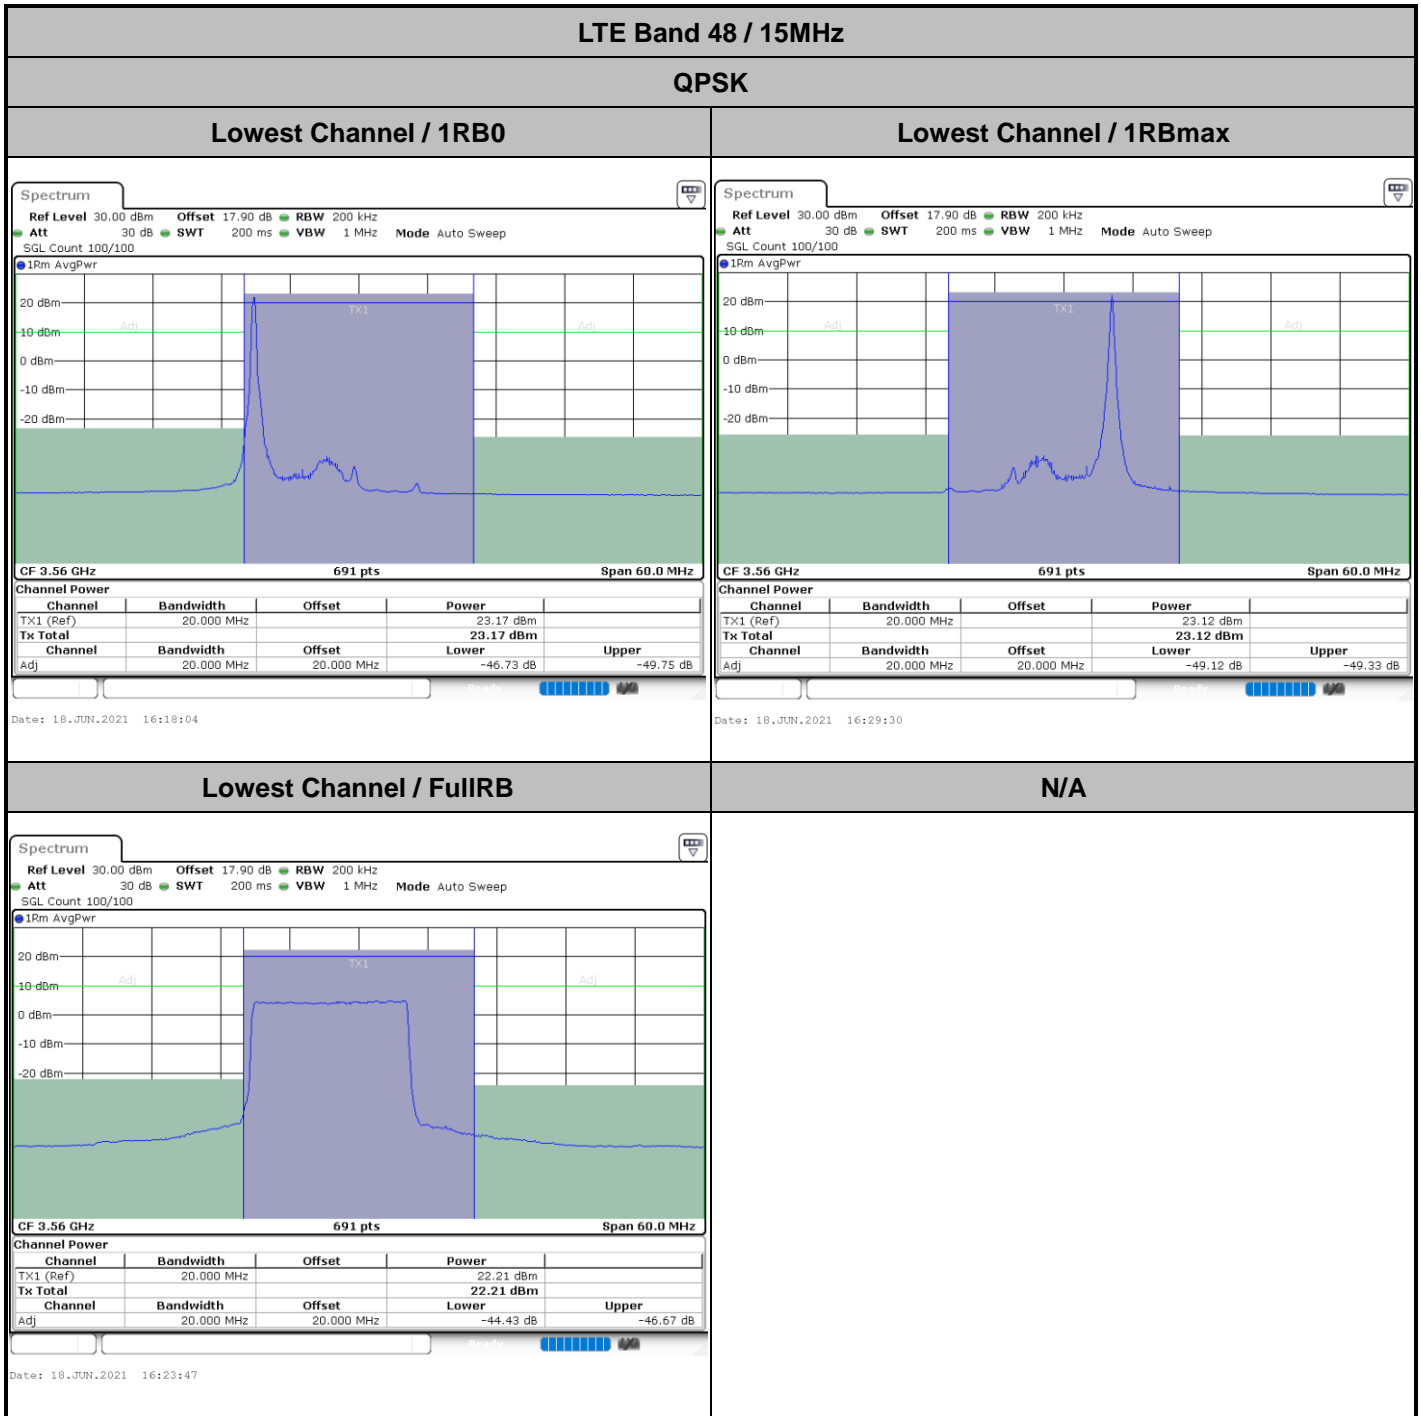 LTE Band 48 / 15MHz
QPSK
Lowest Channel / 1RB0
Lowest Channel / 1RBmax
Spectrum
Ref Level 30.00 dBm Offset 17.90 dB RBW 200 kHz
Att 30 dB SWT 200 ms VBW 1 MHz Mode Auto Sweep
SGL Count 100/100
1Rm AvgPwr
TX1
Adj
Adj
20 dBm
10 dBm
0 dBm
-10 dBm
-20 dBm
CF 3.56 GHz 691 pts Span 60.0 MHz
Channel Power
Channel Bandwidth Offset Power
TX1 (Ref) 20.000 MHz 23.17 dBm
Tx Total 23.17 dBm
Channel Bandwidth Offset Lower Upper
Adj 20.000 MHz 20.000 MHz -46.73 dB -49.75 dB
Ready
Date: 18.JUN.2021 16:18:04
Spectrum
Ref Level 30.00 dBm Offset 17.90 dB RBW 200 kHz
Att 30 dB SWT 200 ms VBW 1 MHz Mode Auto Sweep
SGL Count 100/100
1Rm AvgPwr
TX1
Adj
Adj
20 dBm
10 dBm
0 dBm
-10 dBm
-20 dBm
CF 3.56 GHz 691 pts Span 60.0 MHz
Channel Power
Channel Bandwidth Offset Power
TX1 (Ref) 20.000 MHz 23.12 dBm
Tx Total 23.12 dBm
Channel Bandwidth Offset Lower Upper
Adj 20.000 MHz 20.000 MHz -49.12 dB -49.33 dB
Ready
Date: 18.JUN.2021 16:29:30
Lowest Channel / FullRB
N/A
Spectrum
Ref Level 30.00 dBm Offset 17.90 dB RBW 200 kHz
Att 30 dB SWT 200 ms VBW 1 MHz Mode Auto Sweep
SGL Count 100/100
1Rm AvgPwr
TX1
Adj
Adj
20 dBm
10 dBm
0 dBm
-10 dBm
-20 dBm
CF 3.56 GHz 691 pts Span 60.0 MHz
Channel Power
Channel Bandwidth Offset Power
TX1 (Ref) 20.000 MHz 22.21 dBm
Tx Total 22.21 dBm
Channel Bandwidth Offset Lower Upper
Adj 20.000 MHz 20.000 MHz -44.43 dB -46.67 dB
Ready
Date: 18.JUN.2021 16:23:47